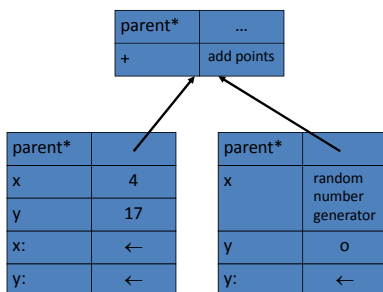 parent* ...
+ add points
parent*
x 4
y 17
x: ←
y: ←
parent*
x random
number
generator
y o
y: ←